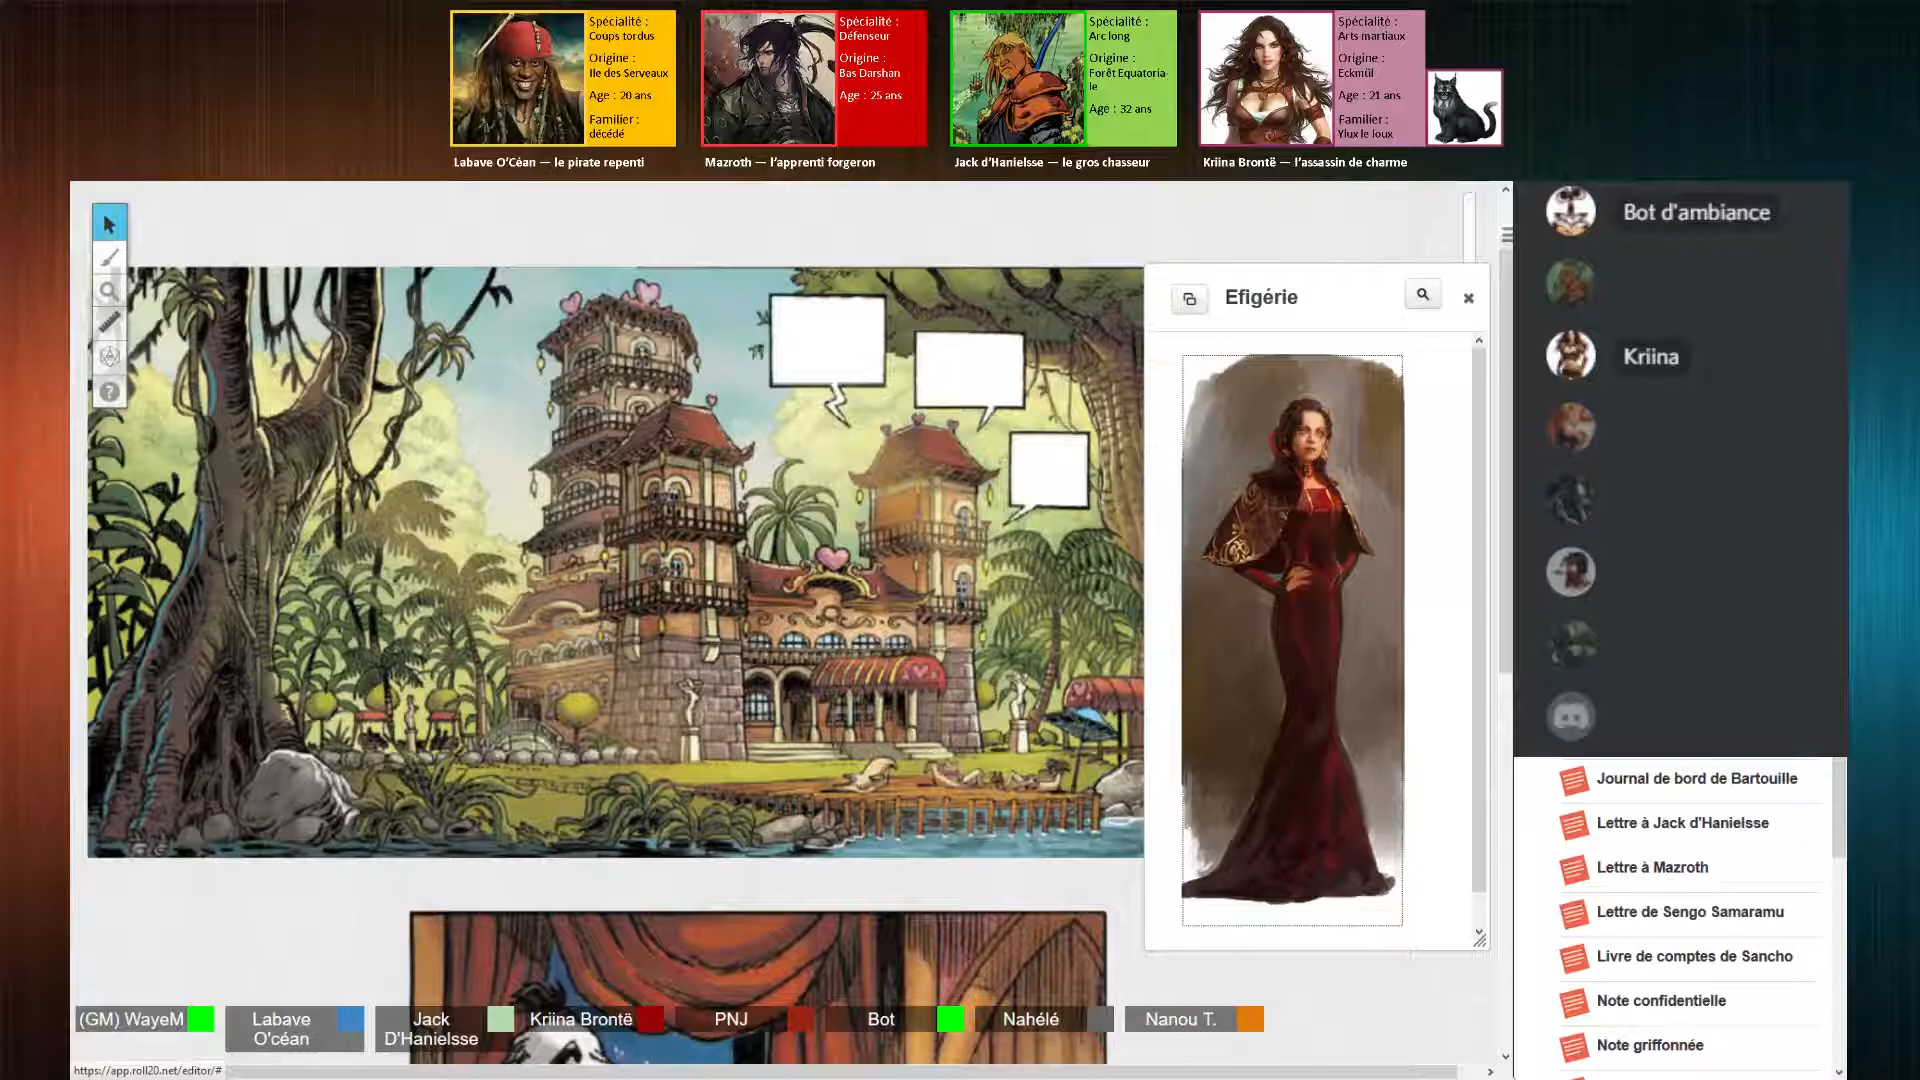 Spécialité :
Coups tordus
Origine :
Ile des Serveaux
Age : 20 ans
Familier :
décédé
Labave O'Céan — le pirate repenti
Spécialité :
Défenseur
Origine :
Bas Darshan
Age : 25 ans
Mazroth — l'apprenti forgeron
Spécialité :
Arc long
Origine :
Forêt Equatoria-
le
Age : 32 ans
Jack d'Hanielsse — le gros chasseur
Spécialité :
Arts martiaux
Origine :
Eckmül
Age : 21 ans
Familier :
Ylux le loux
Kriina Brontë — l'assassin de charme
Efigérie
Bot d'ambiance
Kriina
Journal de bord de Bartouille
Lettre à Jack d'Hanielsse
Lettre à Mazroth
Lettre de Sengo Samaramu
Livre de comptes de Sancho
Note confidentielle
Note griffonnée
(GM) WayeM
Labave
O'céan
Jack
D'Hanielsse
Kriina Brontë
PNJ
Bot
Nahélé
Nanou T.
https://app.roll20.net/editor/#